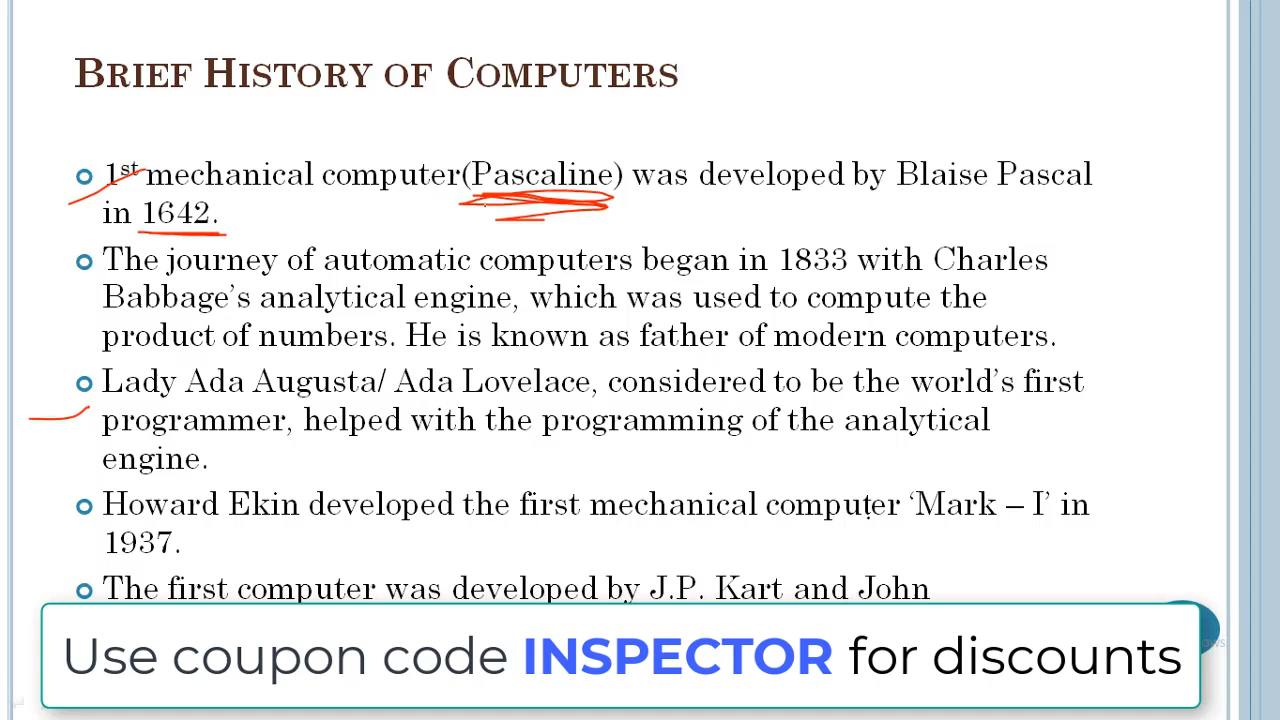 BRIEF HISTORY OF COMPUTERS
1st mechanical computer(Pascaline) was developed by Blaise Pascal
in 1642.
The journey of automatic computers began in 1833 with Charles
Babbage's analytical engine, which was used to compute the
product of numbers. He is known as father of modern computers.
Lady Ada Augusta/ Ada Lovelace, considered to be the world's first
programmer, helped with the programming of the analytical
engine.
Howard Ekin developed the first mechanical computer ‘Mark – I’ in
1937.
The first computer was developed by J.P. Kart and John
Use coupon code INSPECTOR for discounts